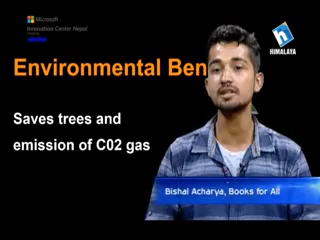 Microsoft
Innovation Center Nepal
HIMALAYA
Environmental Ben
Saves trees and
emission of C02 gas
Bishal Acharya, Books for All